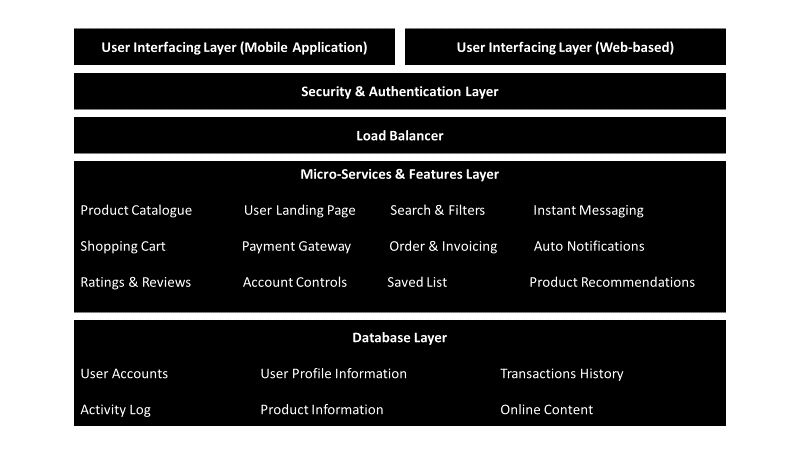 User Interfacing Layer (Mobile Application) User Interfacing Layer (Web-based)
Security & Authentication Layer
Load Balancer
Micro-Services & Features Layer
Product Catalogue User Landing Page Search & Filters Instant Messaging
Shopping Cart Payment Gateway Order & Invoicing Auto Notifications
Ratings & Reviews Account Controls Saved List Product Recommendations
Database Layer
User Accounts User Profile Information Transactions History
Activity Log Product Information Online Content